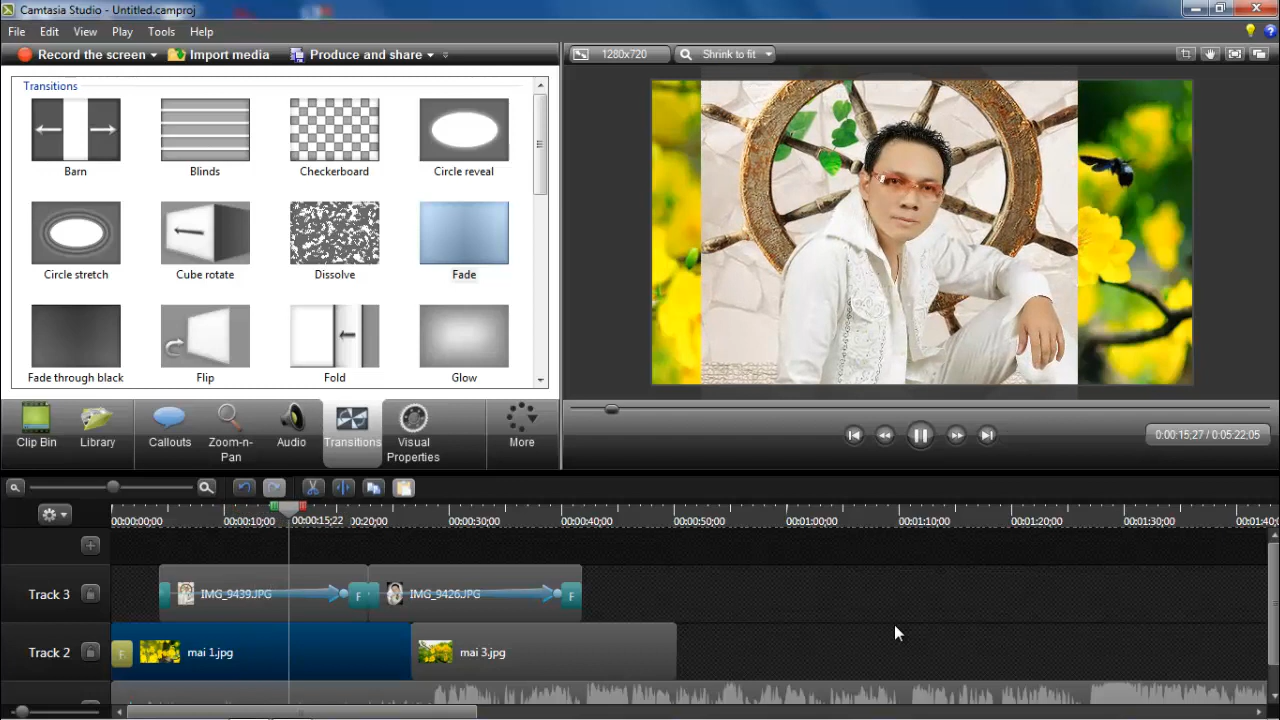 Camtasia Studio - Untitled.camproj
File Edit View Play Tools Help
Record the screen Import media Produce and share
1280x720 Shrink to fit
Transitions
Barn Blinds Checkerboard Circle reveal
Circle stretch Cube rotate Dissolve Fade
Fade through black Flip Fold Glow
Clip Bin Library Callouts Zoom-n-Pan Audio Transitions Visual Properties More
0:00:15;27 / 0:05:22;05
00:00:00;00 00:00:10;00 00:00:15;22 00:00:30;00 00:00:40;00 00:00:50;00 00:01:00;00 00:01:10;00 00:01:20;00 00:01:30;00
Track 3 IMG_9439.JPG F IMG_9426.JPG F
Track 2 F mai 1.jpg mai 3.jpg